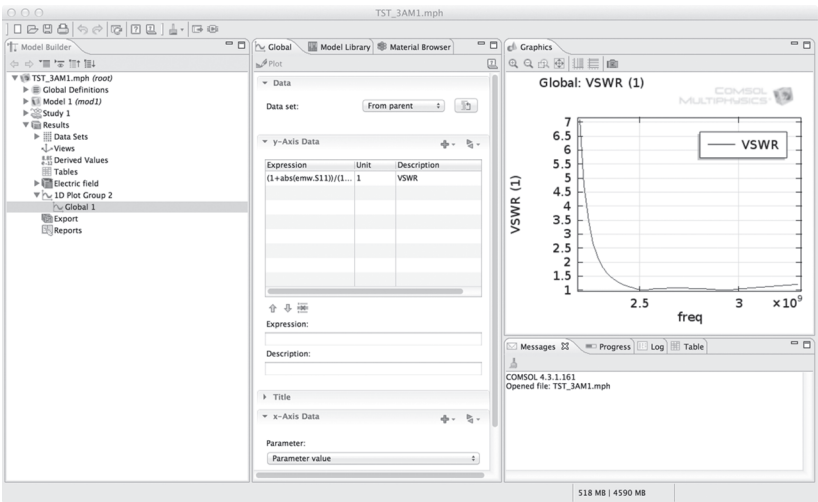 TST_3AM1.mph
Model Builder
TST_3AM1.mph (root)
Global Definitions
Model 1 (mod1)
Study 1
Results
Data Sets
Views
Derived Values
Tables
Electric field
1D Plot Group 2
Global 1
Export
Reports
Global
Model Library
Material Browser
Plot
Data
Data set:
From parent
y-Axis Data
Expression Unit Description
(1+abs(emw.S11))/(1... 1 VSWR
Expression:
Description:
Title
x-Axis Data
Parameter:
Parameter value
Graphics
Global: VSWR (1)
COMSOL
MULTIPHYSICS
VSWR
7
6.5
6
5.5
5
4.5
4
3.5
3
2.5
2
1.5
1
VSWR (1)
2.5 3 ×10⁹
freq
Messages
Progress
Log
Table
COMSOL 4.3.1.161
Opened file: TST_3AM1.mph
518 MB | 4590 MB